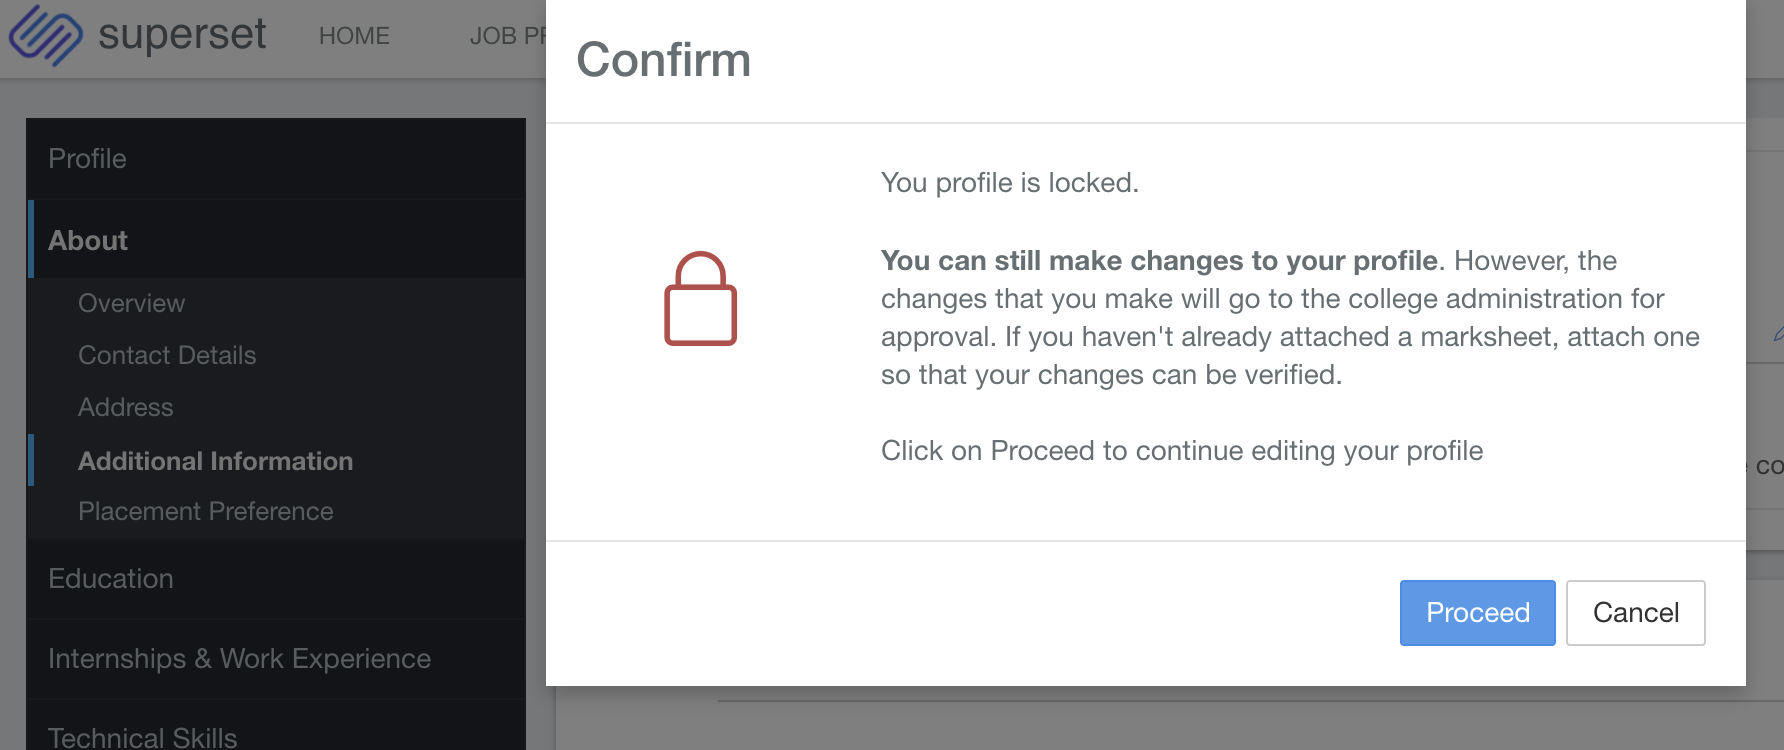 superset
HOME
JOB
Confirm
Profile
About
Overview
Contact Details
Address
Additional Information
Placement Preference
Education
Internships & Work Experience
Technical Skills
You profile is locked.
You can still make changes to your profile. However, the
changes that you make will go to the college administration for
approval. If you haven't already attached a marksheet, attach one
so that your changes can be verified.
Click on Proceed to continue editing your profile
Proceed
Cancel